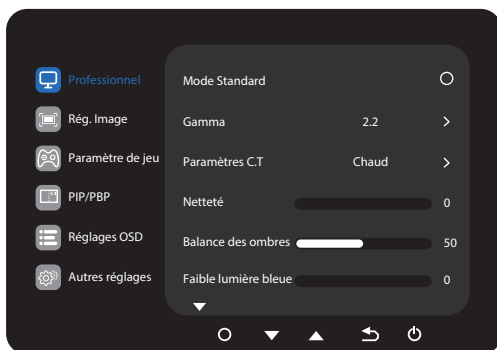 Professionnel
Rég. Image
Paramètre de jeu
PIP/PBP
Réglages OSD
Autres réglages
Mode Standard
Gamma 2.2
Paramètres C.T Chaud
Netteté 0
Balance des ombres 50
Faible lumière bleue 0